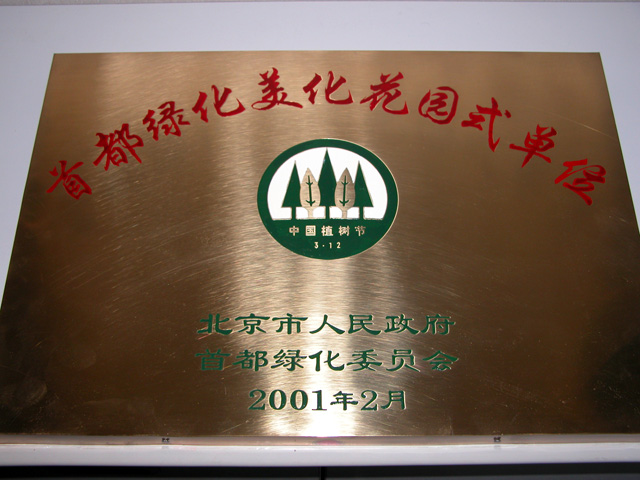 首都绿化美化花园式单位
中国植树节
3·12
北京市人民政府
首都绿化委员会
2001年2月